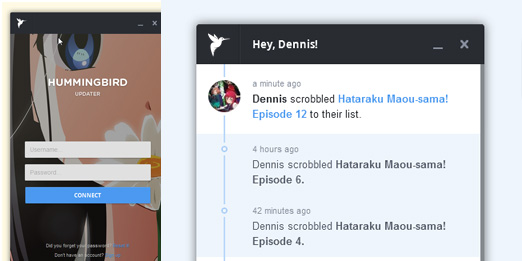 HUMMINGBIRD
UPDATER
Username...
Password...
CONNECT
Did you forget your password?
Don't have an account?
Hey, Dennis!
a minute ago
Dennis scrobbled Hataraku Maou-sama!
Episode 12 to their list.
4 hours ago
Dennis scrobbled Hataraku Maou-sama!
Episode 6.
42 minutes ago
Dennis scrobbled Hataraku Maou-sama!
Episode 4.